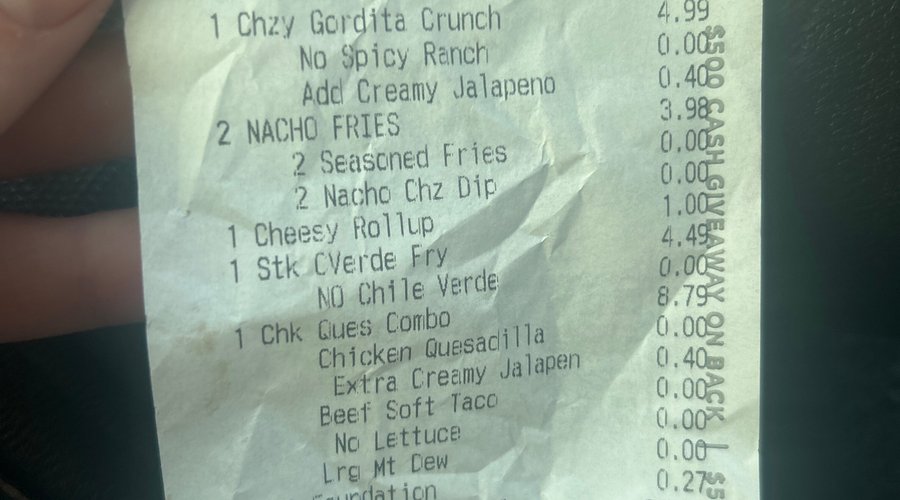 1 Chzy Gordita Crunch 4.99
No Spicy Ranch 0.00
Add Creamy Jalapeno 0.40
2 NACHO FRIES 3.98
2 Seasoned Fries 0.00
2 Nacho Chz Dip 0.00
1 Cheesy Rollup 1.00
1 Stk CVerde Fry 4.49
NO Chile Verde 0.00
1 Chk Ques Combo 8.79
Chicken Quesadilla 0.00
Extra Creamy Jalapen 0.40
Beef Soft Taco 0.00
No Lettuce 0.00
Lrg Mt Dew 0.00
Foundation 0.27
$500 CASH GIVEAWAY ON BACK | $5